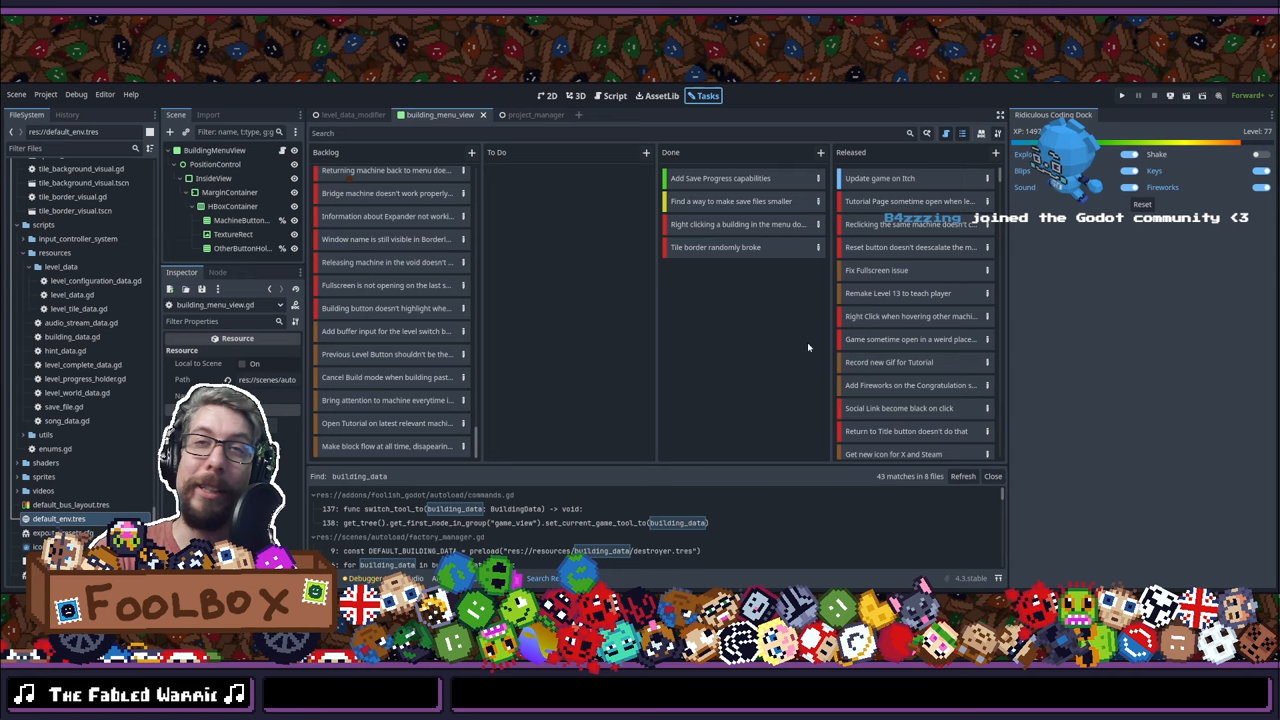 Scene Project Debug Editor Help
2D 3D Script AssetLib Tasks
Forward+
FileSystem History
res://default_env.tres
Filter Files
tile_background_visual.gd
tile_background_visual.tscn
tile_border_visual.gd
tile_border_visual.tscn
scripts
input_controller_system
resources
level_data
level_configuration_data.gd
level_data.gd
level_tile_data.gd
audio_stream_data.gd
building_data.gd
hint_data.gd
level_complete_data.gd
level_progress_holder.gd
level_world_data.gd
save_file.gd
song_data.gd
utils
enums.gd
shaders
sprites
videos
default_bus_layout.tres
default_env.tres
Scene Import
Filter: name, t:type, g:g
BuildingMenuView
PositionControl
InsideView
MarginContainer
HBoxContainer
MachineButton...
TextureRect
OtherButtonHol...
Inspector Node
building_menu_view.gd
Filter Properties
Resource
Resource
Local to Scene On
Path res://scenes/auto
level_data_modifier building_menu_view project_manager
Search
Backlog
Returning machine back to menu doe...
Bridge machine doesn't work properly...
Information about Expander not worki...
Window name is still visible in Borderl...
Releasing machine in the void doesn't ...
Fullscreen is not opening on the last s...
Building button doesn't highlight whe...
Add buffer input for the level switch b...
Previous Level Button shouldn't be the...
Cancel Build mode when building past...
Bring attention to machine everytime i...
Open Tutorial on latest relevant machi...
Make block flow at all time, disapearin...
To Do
Done
Add Save Progress capabilities
Find a way to make save files smaller
Right clicking a building in the menu do...
Tile border randomly broke
Released
Update game on Itch
Tutorial Page sometime open when le...
Reclicking the same machine doesn't c...
Reset button doesn't deescalate the m...
Fix Fullscreen issue
Remake Level 13 to teach player
Right Click when hovering other machi...
Game sometime open in a weird place...
Record new Gif for Tutorial
Add Fireworks on the Congratulation s...
Social Link become black on click
Return to Title button doesn't do that
Get new icon for X and Steam
Find: building_data
43 matches in 8 files Refresh Close
res://addons/foolish_godot/autoload/commands.gd
137: func switch_tool_to(building_data: BuildingData) -> void:
138: get_tree().get_first_node_in_group("game_view").set_current_game_tool_to(building_data)
res://scenes/autoload/factory_manager.gd
9: const DEFAULT_BUILDING_DATA = preload("res://resources/building_data/destroyer.tres")
Debugger
Search Re
4.3.stable
Ridiculous Coding Dock
XP: 1497
Level: 77
Explo
Shake
Blips
Keys
Sound
Fireworks
Reset
B4zzzing joined the Godot community <3
FOOLBOX
The Fabled Warric